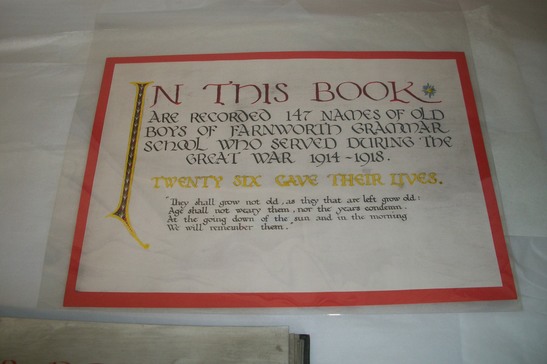 IN THIS BOOK
ARE RECORDED 147 NAMES OF OLD
BOYS OF FARNWORTH GRAMMAR
SCHOOL WHO SERVED DURING THE
GREAT WAR 1914-1918.
TWENTY SIX GAVE THEIR LIVES.
"They shall grow not old, as they that are left grow old:
Age shall not weary them, nor the years condemn.
At the going down of the sun and in the morning
We will remember them."